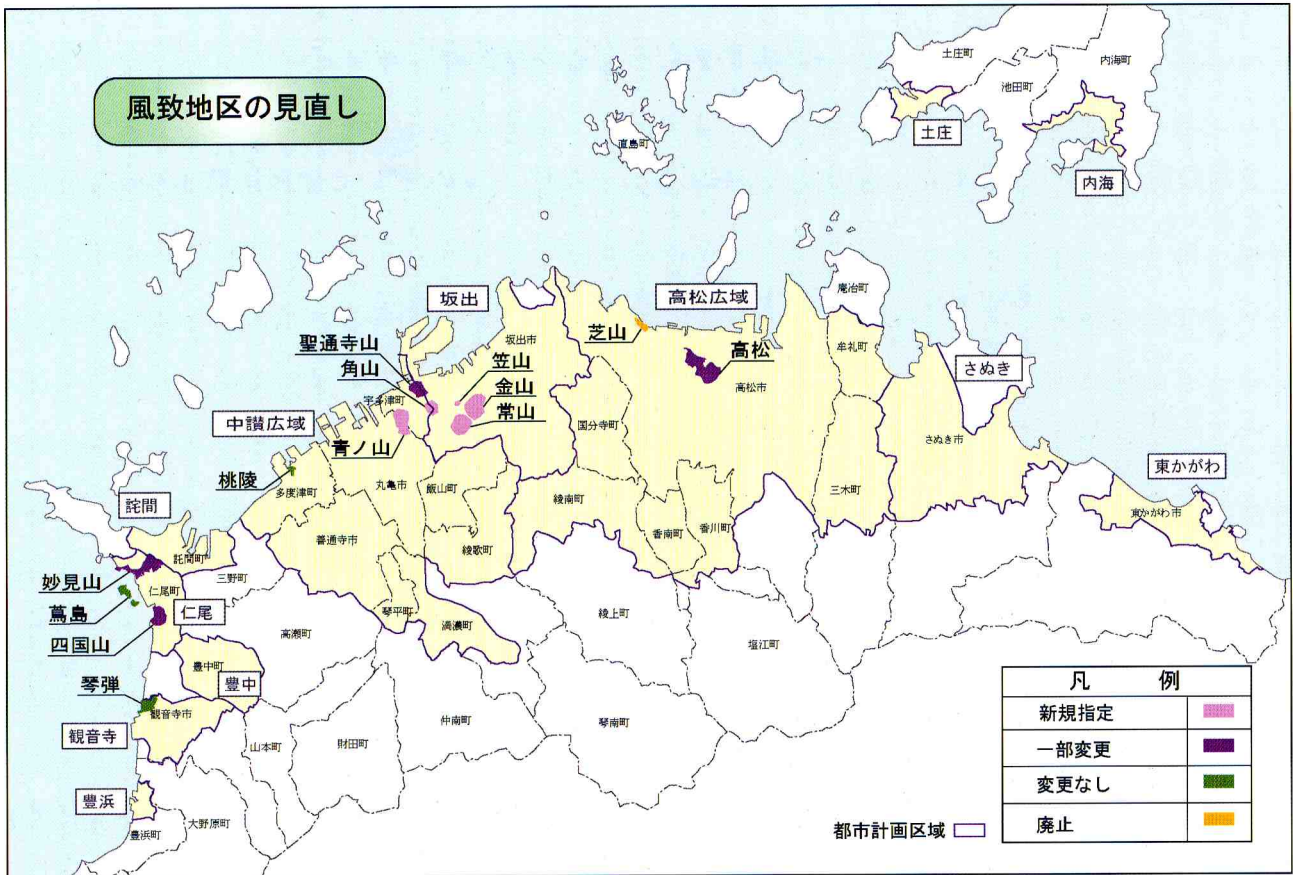 風致地区の見直し
土庄町
内海町
池田町
土庄
直島町
内海
庵治町
坂出
高松広域
聖通寺山
坂出市
芝山
高松
牟礼町
さぬき
角山
笠山
金山
高松市
宇多津町
常山
中讃広域
国分寺町
さぬき市
青ノ山
東かがわ
桃陵
多度津町
丸亀市
飯山町
綾南町
三木町
東かがわ市
詫間
香南町
香川町
善通寺市
綾歌町
詫間町
三野町
妙見山
仁尾町
蔦島
仁尾
琴平町
満濃町
綾上町
四国山
高瀬町
塩江町
豊中町
豊中
琴弾
観音寺市
仲南町
琴南町
観音寺
山本町
財田町
豊浜
大野原町
豊浜町
凡 例
新規指定
一部変更
変更なし
廃止
都市計画区域